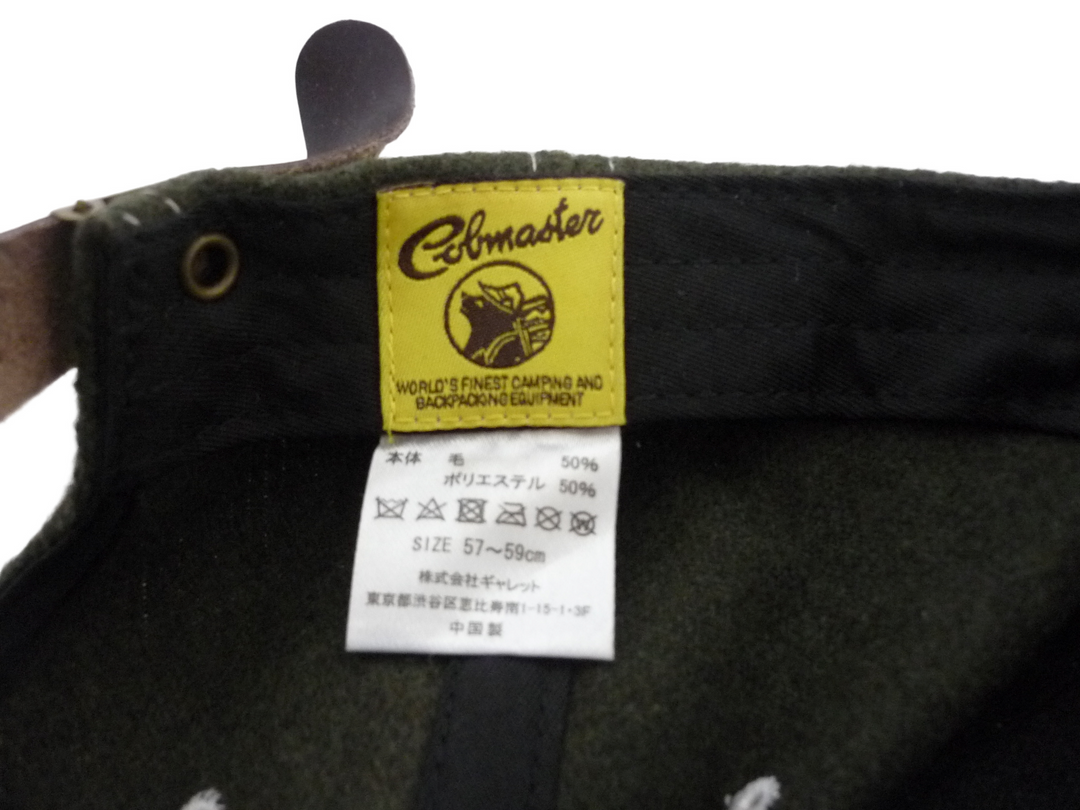 Cobmaster
WORLD'S FINEST CAMPING AND
BACKPACKING EQUIPMENT
本体 毛 50%
ポリエステル 50%
SIZE 57～59cm
株式会社ギャレット
東京都渋谷区恵比寿南1-15-1・3F
中国製